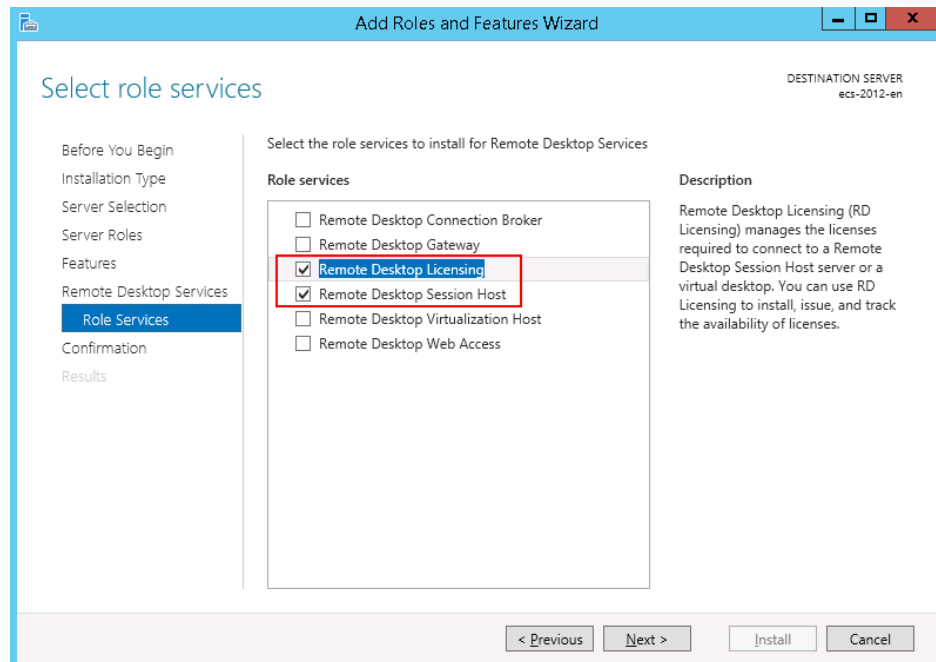 Add Roles and Features Wizard
Select role services
DESTINATION SERVER
ecs-2012-en
Before You Begin
Installation Type
Server Selection
Server Roles
Features
Remote Desktop Services
Role Services
Confirmation
Results
Select the role services to install for Remote Desktop Services
Role services
Remote Desktop Connection Broker
Remote Desktop Gateway
Remote Desktop Licensing
Remote Desktop Session Host
Remote Desktop Virtualization Host
Remote Desktop Web Access
Description
Remote Desktop Licensing (RD
Licensing) manages the licenses
required to connect to a Remote
Desktop Session Host server or a
virtual desktop. You can use RD
Licensing to install, issue, and track
the availability of licenses.
< Previous
Next >
Install
Cancel